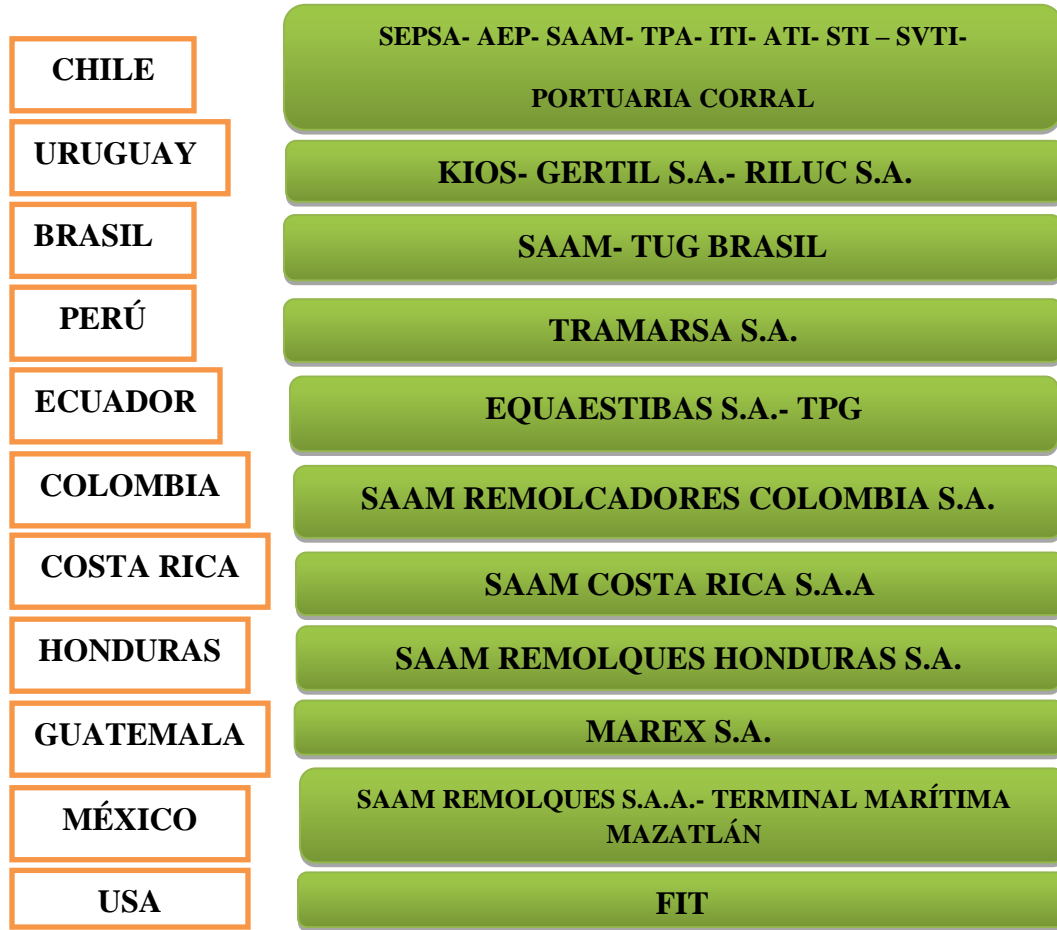 CHILE
SEPSA- AEP- SAAM- TPA- ITI- ATI- STI – SVTI-
PORTUARIA CORRAL
URUGUAY
KIOS- GERTIL S.A.- RILUC S.A.
BRASIL
SAAM- TUG BRASIL
PERÚ
TRAMARSA S.A.
ECUADOR
EQUAESTIBAS S.A.- TPG
COLOMBIA
SAAM REMOLCADORES COLOMBIA S.A.
COSTA RICA
SAAM COSTA RICA S.A.A
HONDURAS
SAAM REMOLQUES HONDURAS S.A.
GUATEMALA
MAREX S.A.
MÉXICO
SAAM REMOLQUES S.A.A.- TERMINAL MARÍTIMA
MAZATLÁN
USA
FIT